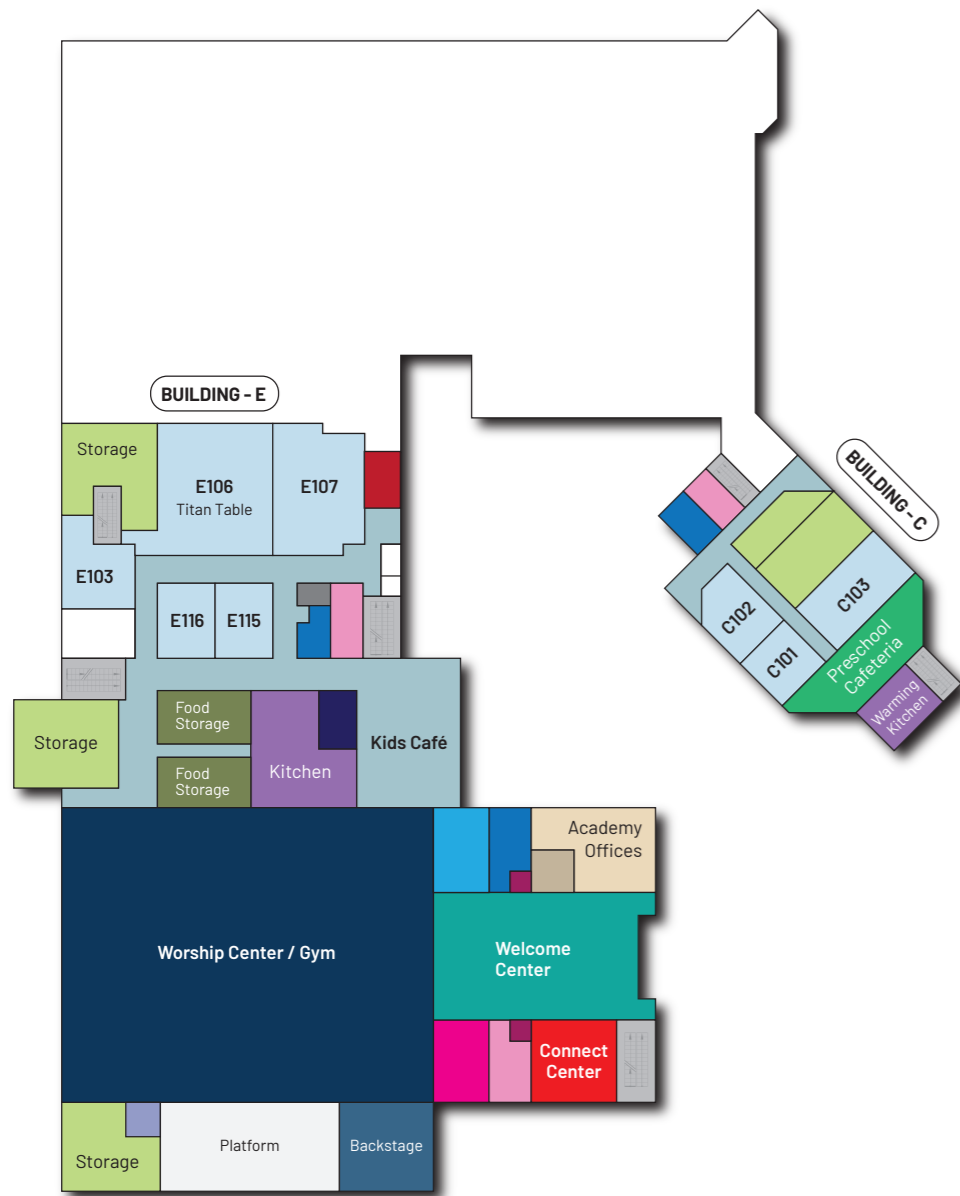 BUILDING - E
Storage
E106
Titan Table
E107
BUILDING - C
E103
E116
E115
C103
C102
C101
Preschool
Cafeteria
Warming
Kitchen
Storage
Food
Storage
Food
Storage
Kitchen
Kids Café
Academy
Offices
Worship Center / Gym
Welcome
Center
Connect
Center
Storage
Platform
Backstage